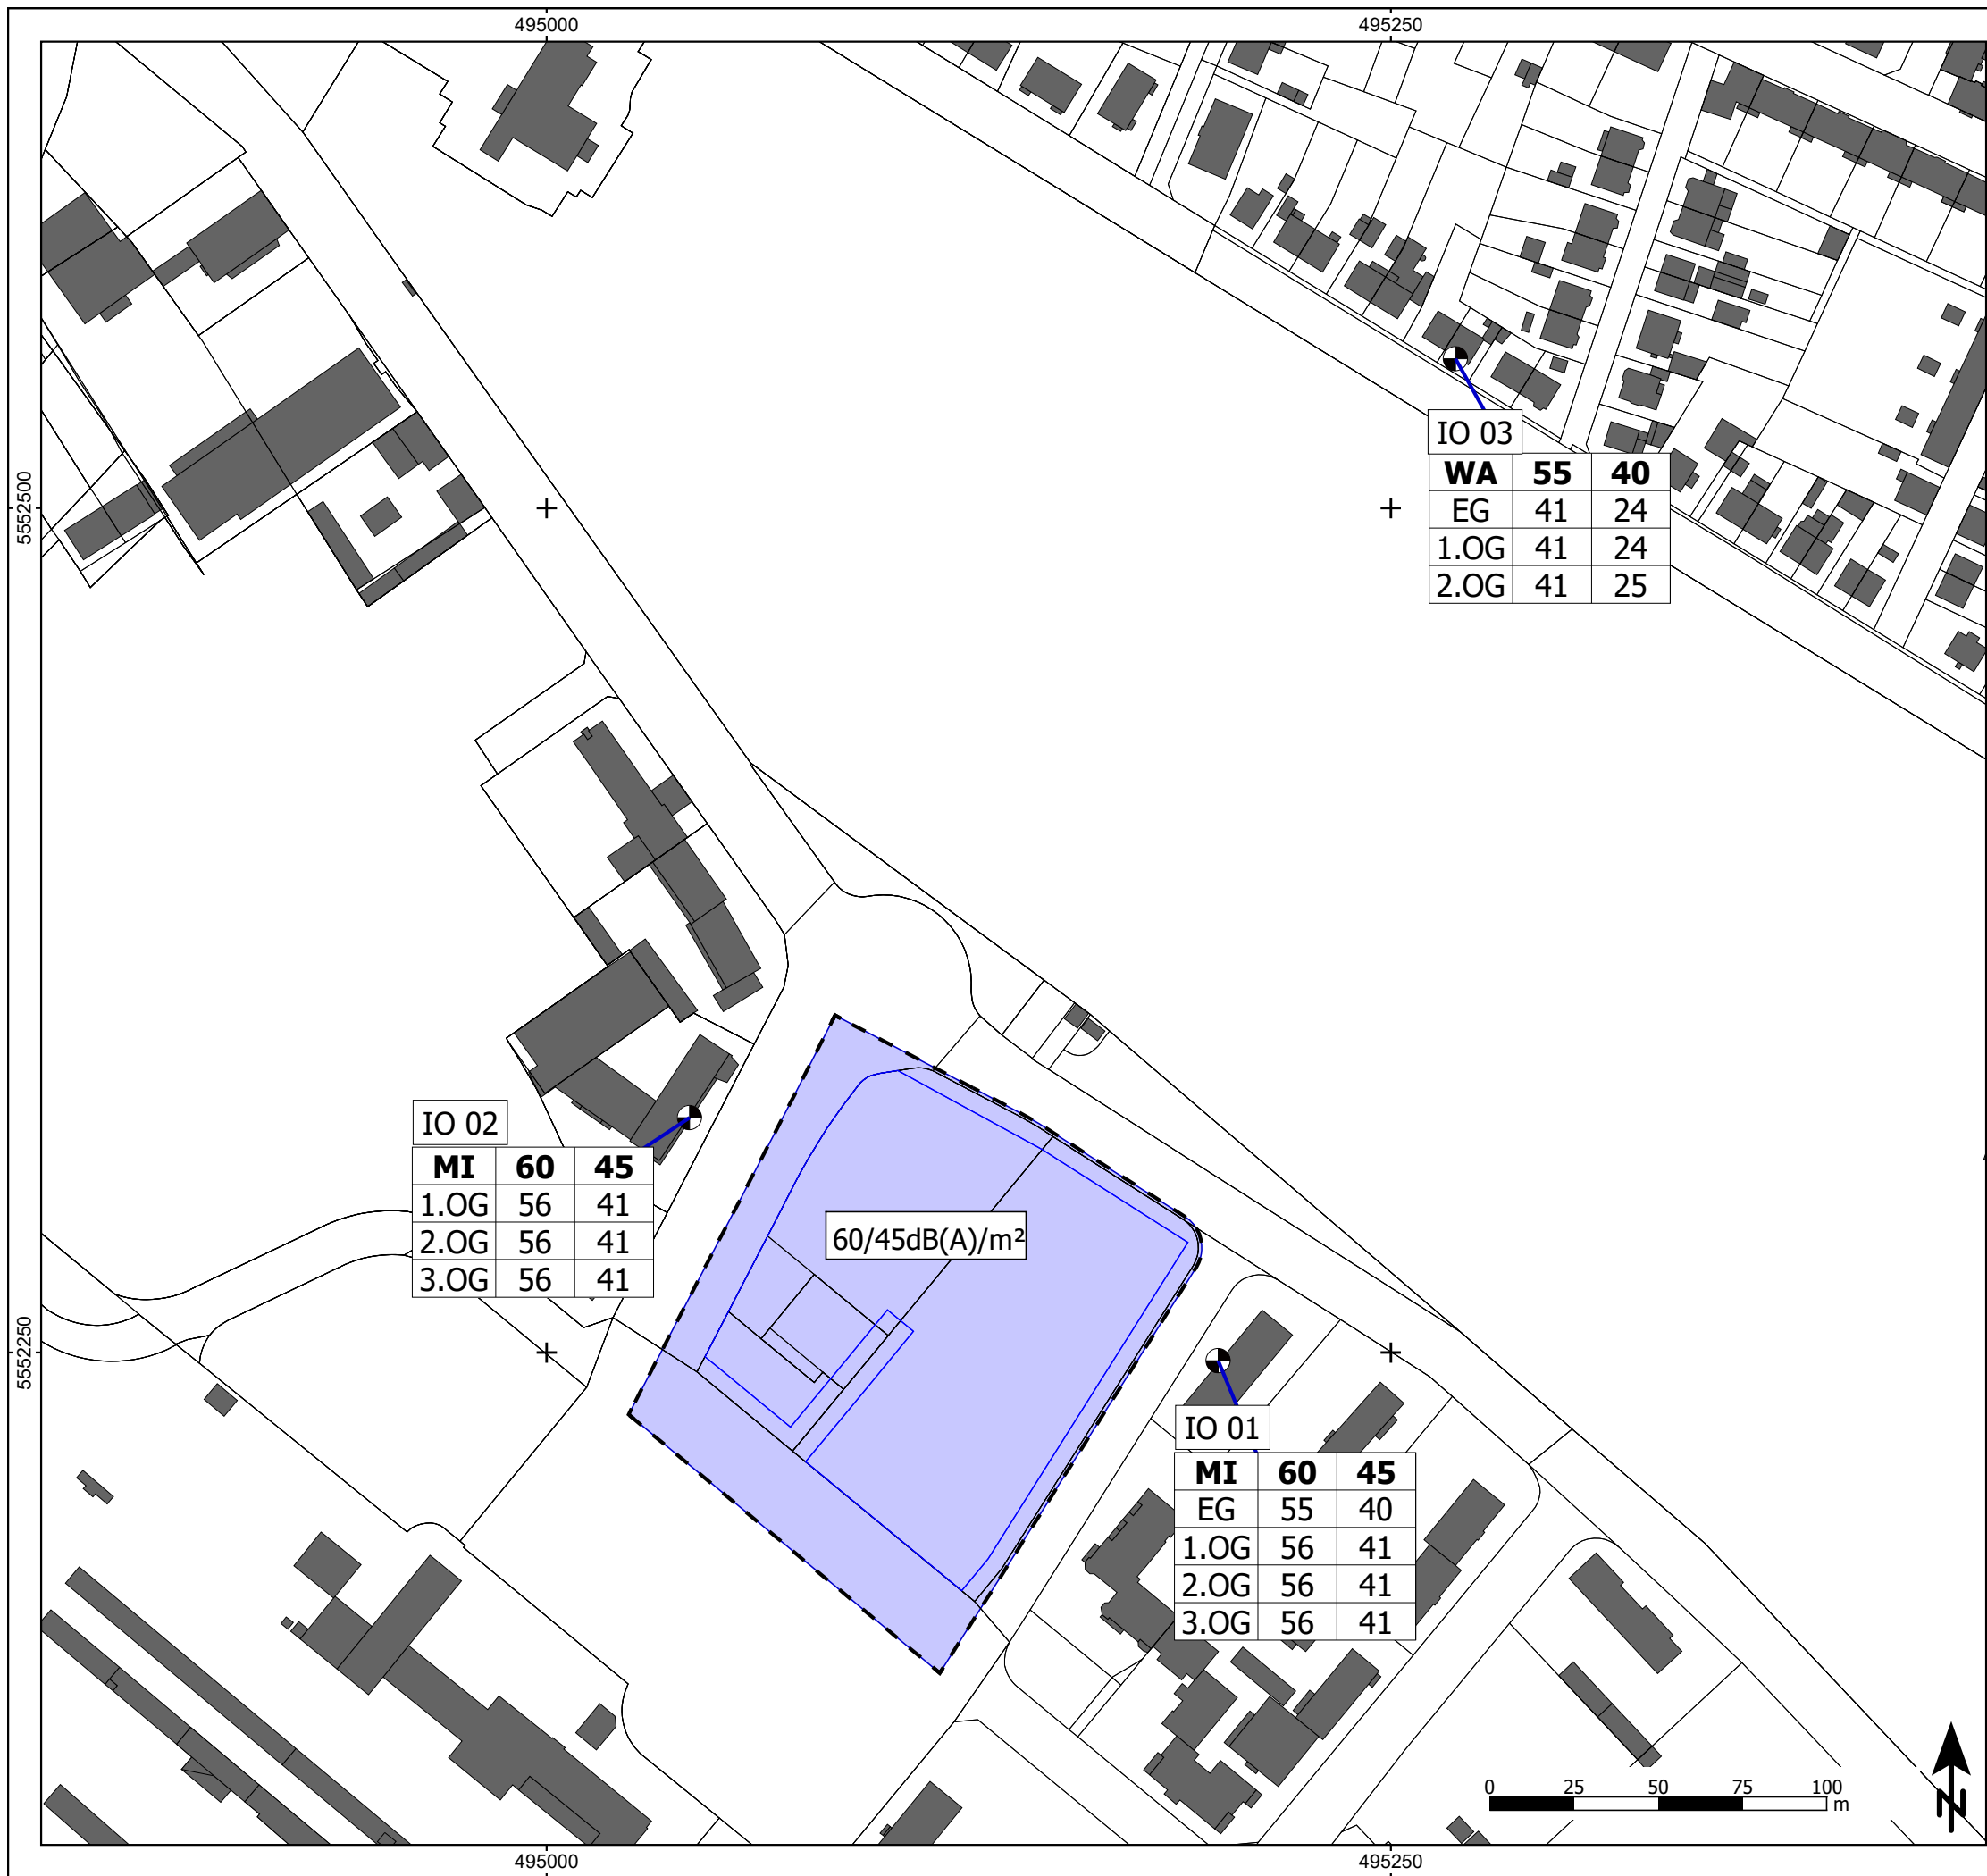 495000 495250
552500
IO 03
WA 55 40
EG 41 24
1.OG 41 24
2.OG 41 25
IO 02
MI 60 45
1.OG 56 41
2.OG 56 41
3.OG 56 41
60/45dB(A)/m²
552250
IO 01
MI 60 45
EG 55 40
1.OG 56 41
2.OG 56 41
3.OG 56 41
0 25 50 75 100
m
N
495000 495250